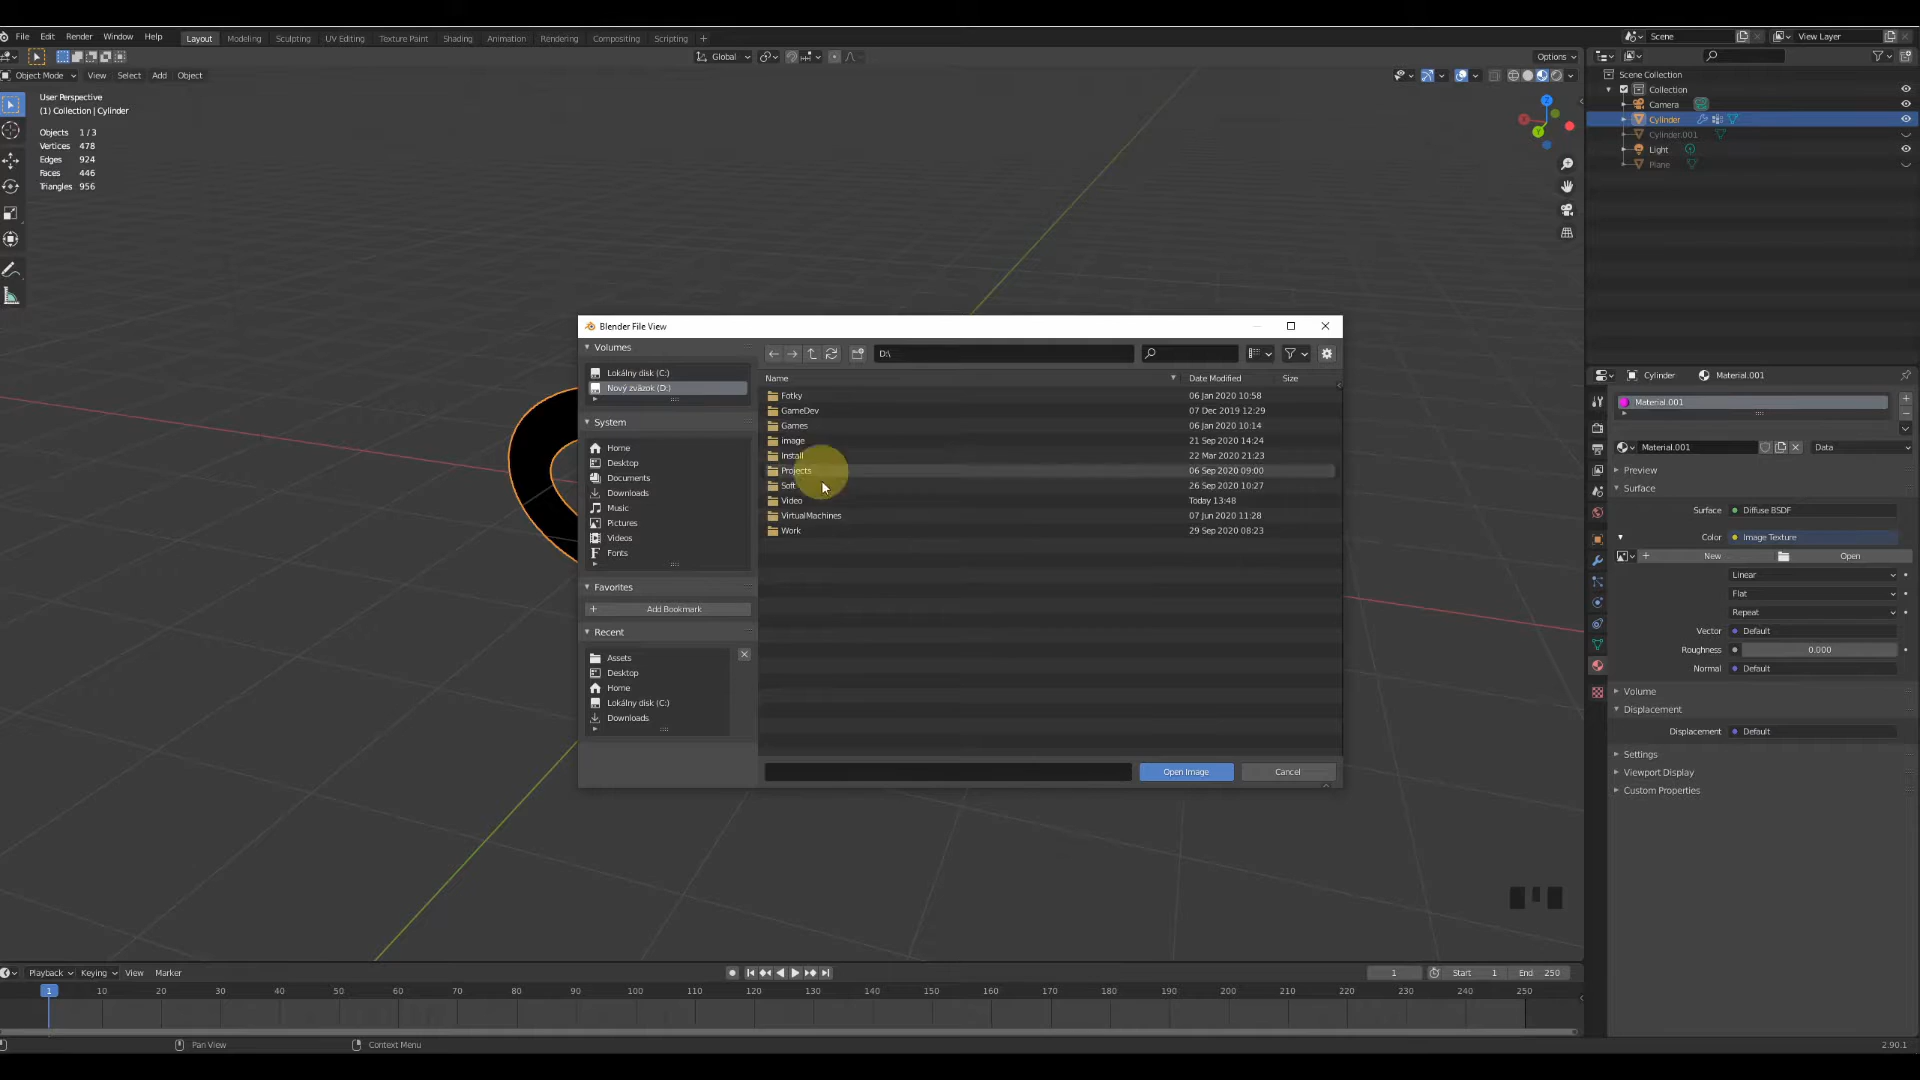 File Edit Render Window Help Layout Modeling Sculpting UV Editing Texture Paint Shading Animation Rendering Compositing Scripting + Scene View Layer
Global Options
Object Mode View Select Add Object
User Perspective
(1) Collection | Cylinder
Objects 1 / 3
Vertices 478
Edges 924
Faces 446
Triangles 956
Scene Collection
Collection
Camera
Cylinder
Cylinder.001
Light
Plane
Blender File View
Volumes
Lokálny disk (C:)
Nový zväzok (D:)
System
Home
Desktop
Documents
Downloads
Music
Pictures
Videos
Fonts
Favorites
Add Bookmark
Recent
Assets
Desktop
Home
Lokálny disk (C:)
Downloads
D:\
Name Date Modified Size
Fotky 06 Jan 2020 10:58
GameDev 07 Dec 2019 12:29
Games 06 Jan 2020 10:14
image 21 Sep 2020 14:24
Install 22 Mar 2020 21:23
Projects 06 Sep 2020 09:00
Soft 26 Sep 2020 10:27
Video Today 13:48
VirtualMachines 07 Jun 2020 11:28
Work 29 Sep 2020 08:23
Open Image Cancel
Cylinder Material.001
Material.001
Material.001 Data
Preview
Surface
Surface Diffuse BSDF
Color Image Texture
New Open
Linear
Flat
Repeat
Vector Default
Roughness 0.000
Normal Default
Volume
Displacement
Displacement Default
Settings
Viewport Display
Custom Properties
Playback Keying View Marker 1 Start 1 End 250
1 10 20 30 40 50 60 70 80 90 100 110 120 130 140 150 160 170 180 190 200 210 220 230 240 250
Pan View Context Menu 2.90.1